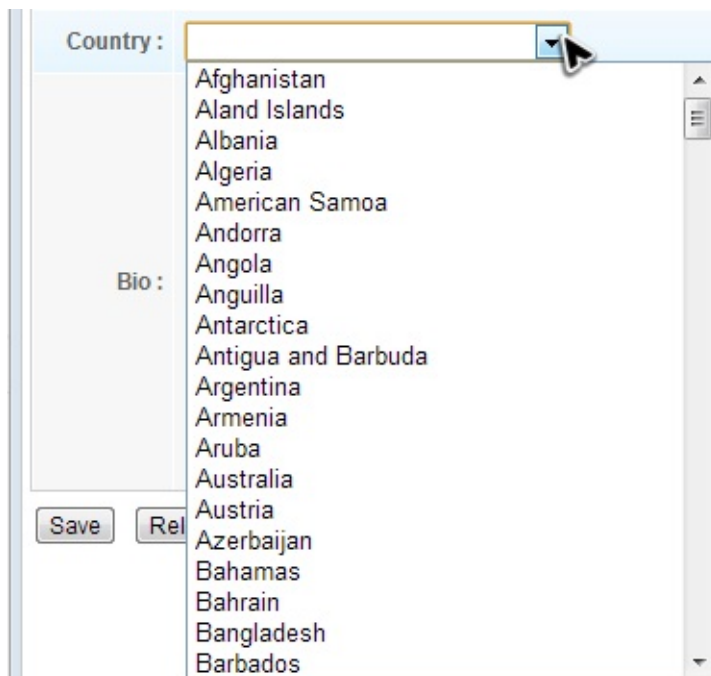 Country :
Afghanistan
Aland Islands
Albania
Algeria
American Samoa
Andorra
Angola
Bio :
Anguilla
Antarctica
Antigua and Barbuda
Argentina
Armenia
Aruba
Australia
Austria
Save Rel
Azerbaijan
Bahamas
Bahrain
Bangladesh
Barbados